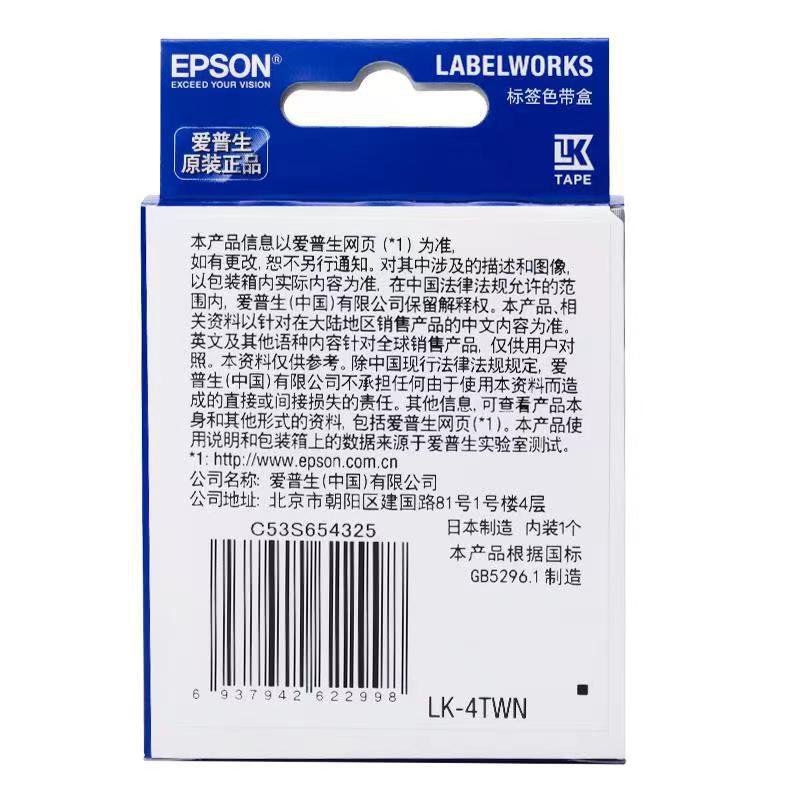 EPSON®
EXCEED YOUR VISION
LABELWORKS
标签色带盒
爱普生
原装正品
LK
TAPE
本产品信息以爱普生网页 (*1) 为准,
如有更改, 恕不另行通知。对其中涉及的描述和图像,
以包装箱内实际内容为准, 在中国法律法规允许的范
围内, 爱普生(中国)有限公司保留解释权。本产品、相
关资料以针对在大陆地区销售产品的中文内容为准。
英文及其他语种内容针对全球销售产品, 仅供用户对
照。本资料仅供参考。除中国现行法律法规规定, 爱
普生(中国)有限公司不承担任何由于使用本资料而造
成的直接或间接损失的责任。其他信息, 可查看产品本
身和其他形式的资料, 包括爱普生网页(*1)。本产品使
用说明和包装箱上的数据来源于爱普生实验室测试。
*1: http://www.epson.com.cn
公司名称: 爱普生(中国)有限公司
公司地址: 北京市朝阳区建国路81号1号楼4层
C53S654325
日本制造 内装1个
本产品根据国标
GB5296.1 制造
6 937942 622998
LK-4TWN